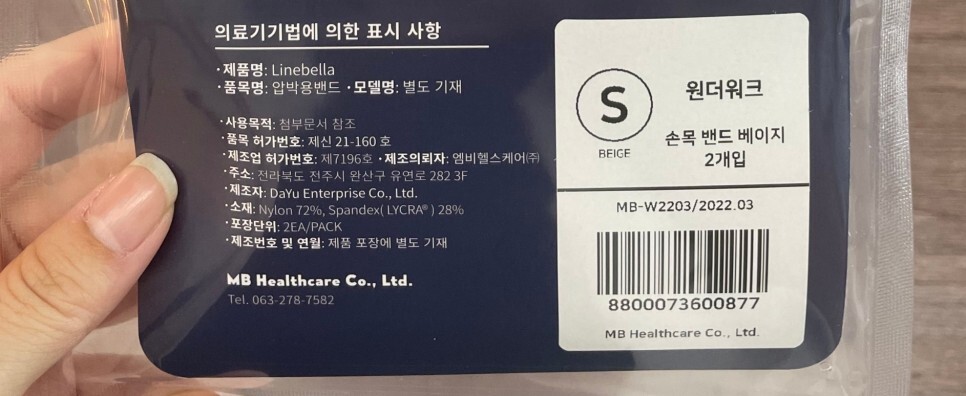 의료기기법에 의한 표시 사항
·제품명: Linebella
·품목명: 압박용밴드 ·모델명: 별도 기재
·사용목적: 첨부문서 참조
·품목 허가번호: 제신 21-160 호
·제조업 허가번호: 제7196호 ·제조의뢰자: 엠비헬스케어㈜
·주소: 전라북도 전주시 완산구 유연로 282 3F
·제조자: DaYu Enterprise Co., Ltd.
·소재: Nylon 72%, Spandex( LYCRA® ) 28%
·포장단위: 2EA/PACK
·제조번호 및 연월: 제품 포장에 별도 기재
MB Healthcare Co., Ltd.
Tel. 063-278-7582
S
BEIGE
원더워크
손목 밴드 베이지
2개입
MB-W2203/2022.03
8800073600877
MB Healthcare Co., Ltd.